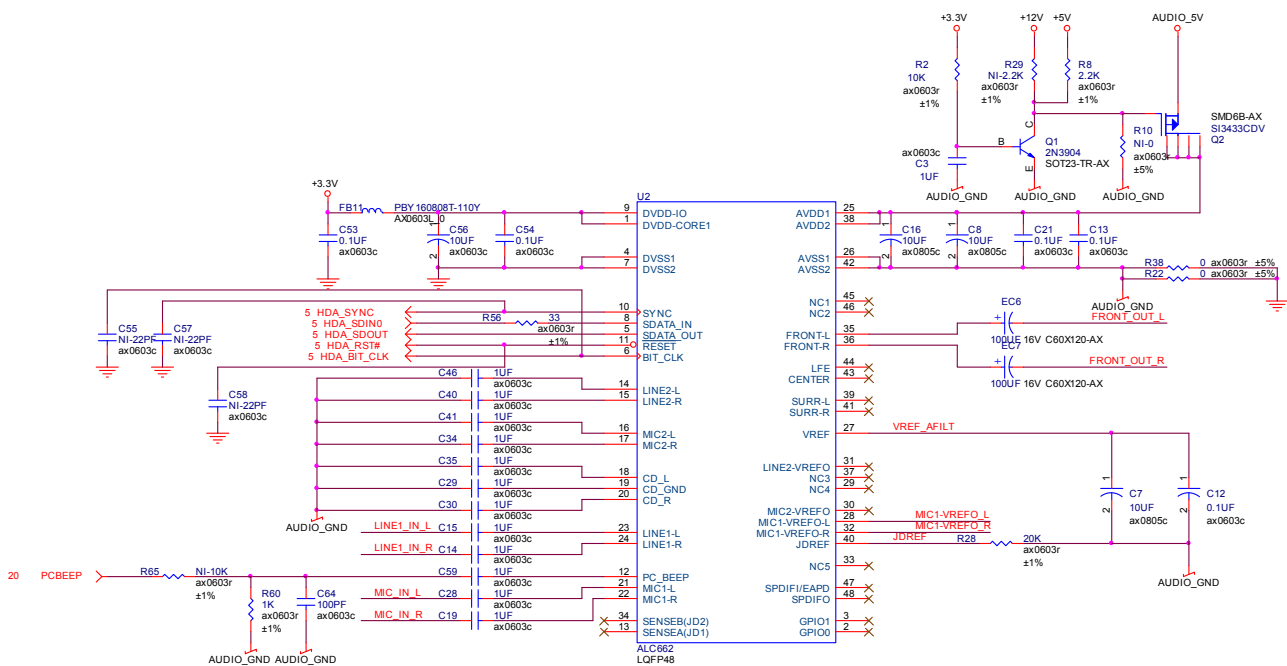 +3.3V
+12V
+5V
AUDIO_5V
R2
10K
ax0603r
±1%
R29
NI-2.2K
ax0603r
±1%
R8
2.2K
ax0603r
±1%
SMD6B-AX
SI3433CDV
Q2
R10
NI-0
ax0603r
±5%
C
B
E
Q1
2N3904
SOT23-TR-AX
ax0603c
C3
1UF
AUDIO_GND
AUDIO_GND
AUDIO_GND
+3.3V
FB11
PBY160808T-110Y
AX0603L_0
C53
0.1UF
ax0603c
1
C56
10UF
ax0603c
2
C54
0.1UF
ax0603c
U2
9 DVDD-IO
1 DVDD-CORE1
4 DVSS1
7 DVSS2
10 SYNC
8 SDATA_IN
5 SDATA_OUT
11 RESET
6 BIT_CLK
14 LINE2-L
15 LINE2-R
16 MIC2-L
17 MIC2-R
18 CD_L
19 CD_GND
20 CD_R
23 LINE1-L
24 LINE1-R
12 PC_BEEP
21 MIC1-L
22 MIC1-R
34 SENSEB(JD2)
13 SENSEA(JD1)
ALC662
LQFP48
AVDD1 25
AVDD2 38
AVSS1 26
AVSS2 42
NC1 45
NC2 46
FRONT-L 35
FRONT-R 36
LFE 44
CENTER 43
SURR-L 39
SURR-R 41
VREF 27
LINE2-VREFO 31
NC3 37
NC4 29
MIC2-VREFO 30
MIC1-VREFO-L 28
MIC1-VREFO-R 32
JDREF 40
NC5 33
SPDIFI/EAPD 47
SPDIFO 48
GPIO1 3
GPIO0 2
1
C16
10UF
ax0805c
2
1
C8
10UF
ax0805c
2
C21
0.1UF
ax0603c
C13
0.1UF
ax0603c
R38 0 ax0603r ±5%
R22 0 ax0603r ±5%
AUDIO_GND
5 HDA_SYNC
5 HDA_SDIN0
5 HDA_SDOUT
5 HDA_RST#
5 HDA_BIT_CLK
R56
33
ax0603r
±1%
C55
NI-22PF
ax0603c
C57
NI-22PF
ax0603c
C58
NI-22PF
ax0603c
C46 1UF
ax0603c
C40 1UF
ax0603c
C41 1UF
ax0603c
C34 1UF
ax0603c
C35 1UF
ax0603c
C29 1UF
ax0603c
C30 1UF
ax0603c
AUDIO_GND
LINE1_IN_L C15 1UF
ax0603c
LINE1_IN_R C14 1UF
ax0603c
20 PCBEEP
R65
NI-10K
ax0603r
±1%
C59 1UF
ax0603c
MIC_IN_L C28 1UF
ax0603c
MIC_IN_R C19 1UF
ax0603c
R60
1K
ax0603r
±1%
C64
100PF
ax0603c
AUDIO_GND AUDIO_GND
EC6
+
FRONT_OUT_L
100UF 16V C60X120-AX
EC7
+
FRONT_OUT_R
100UF 16V C60X120-AX
VREF_AFILT
MIC1-VREFO_L
MIC1-VREFO_R
JDREF
R28
20K
ax0603r
±1%
1
C7
10UF
ax0805c
2
1
C12
0.1UF
ax0603c
2
AUDIO_GND